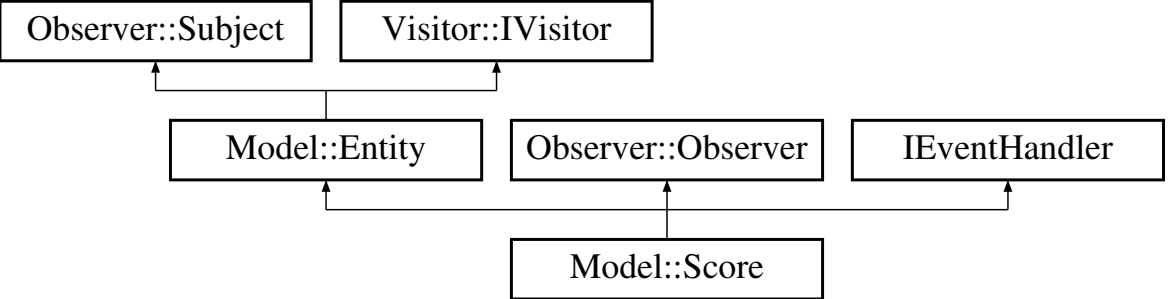 Observer::Subject
Visitor::IVisitor
Model::Entity
Observer::Observer
IEventHandler
Model::Score